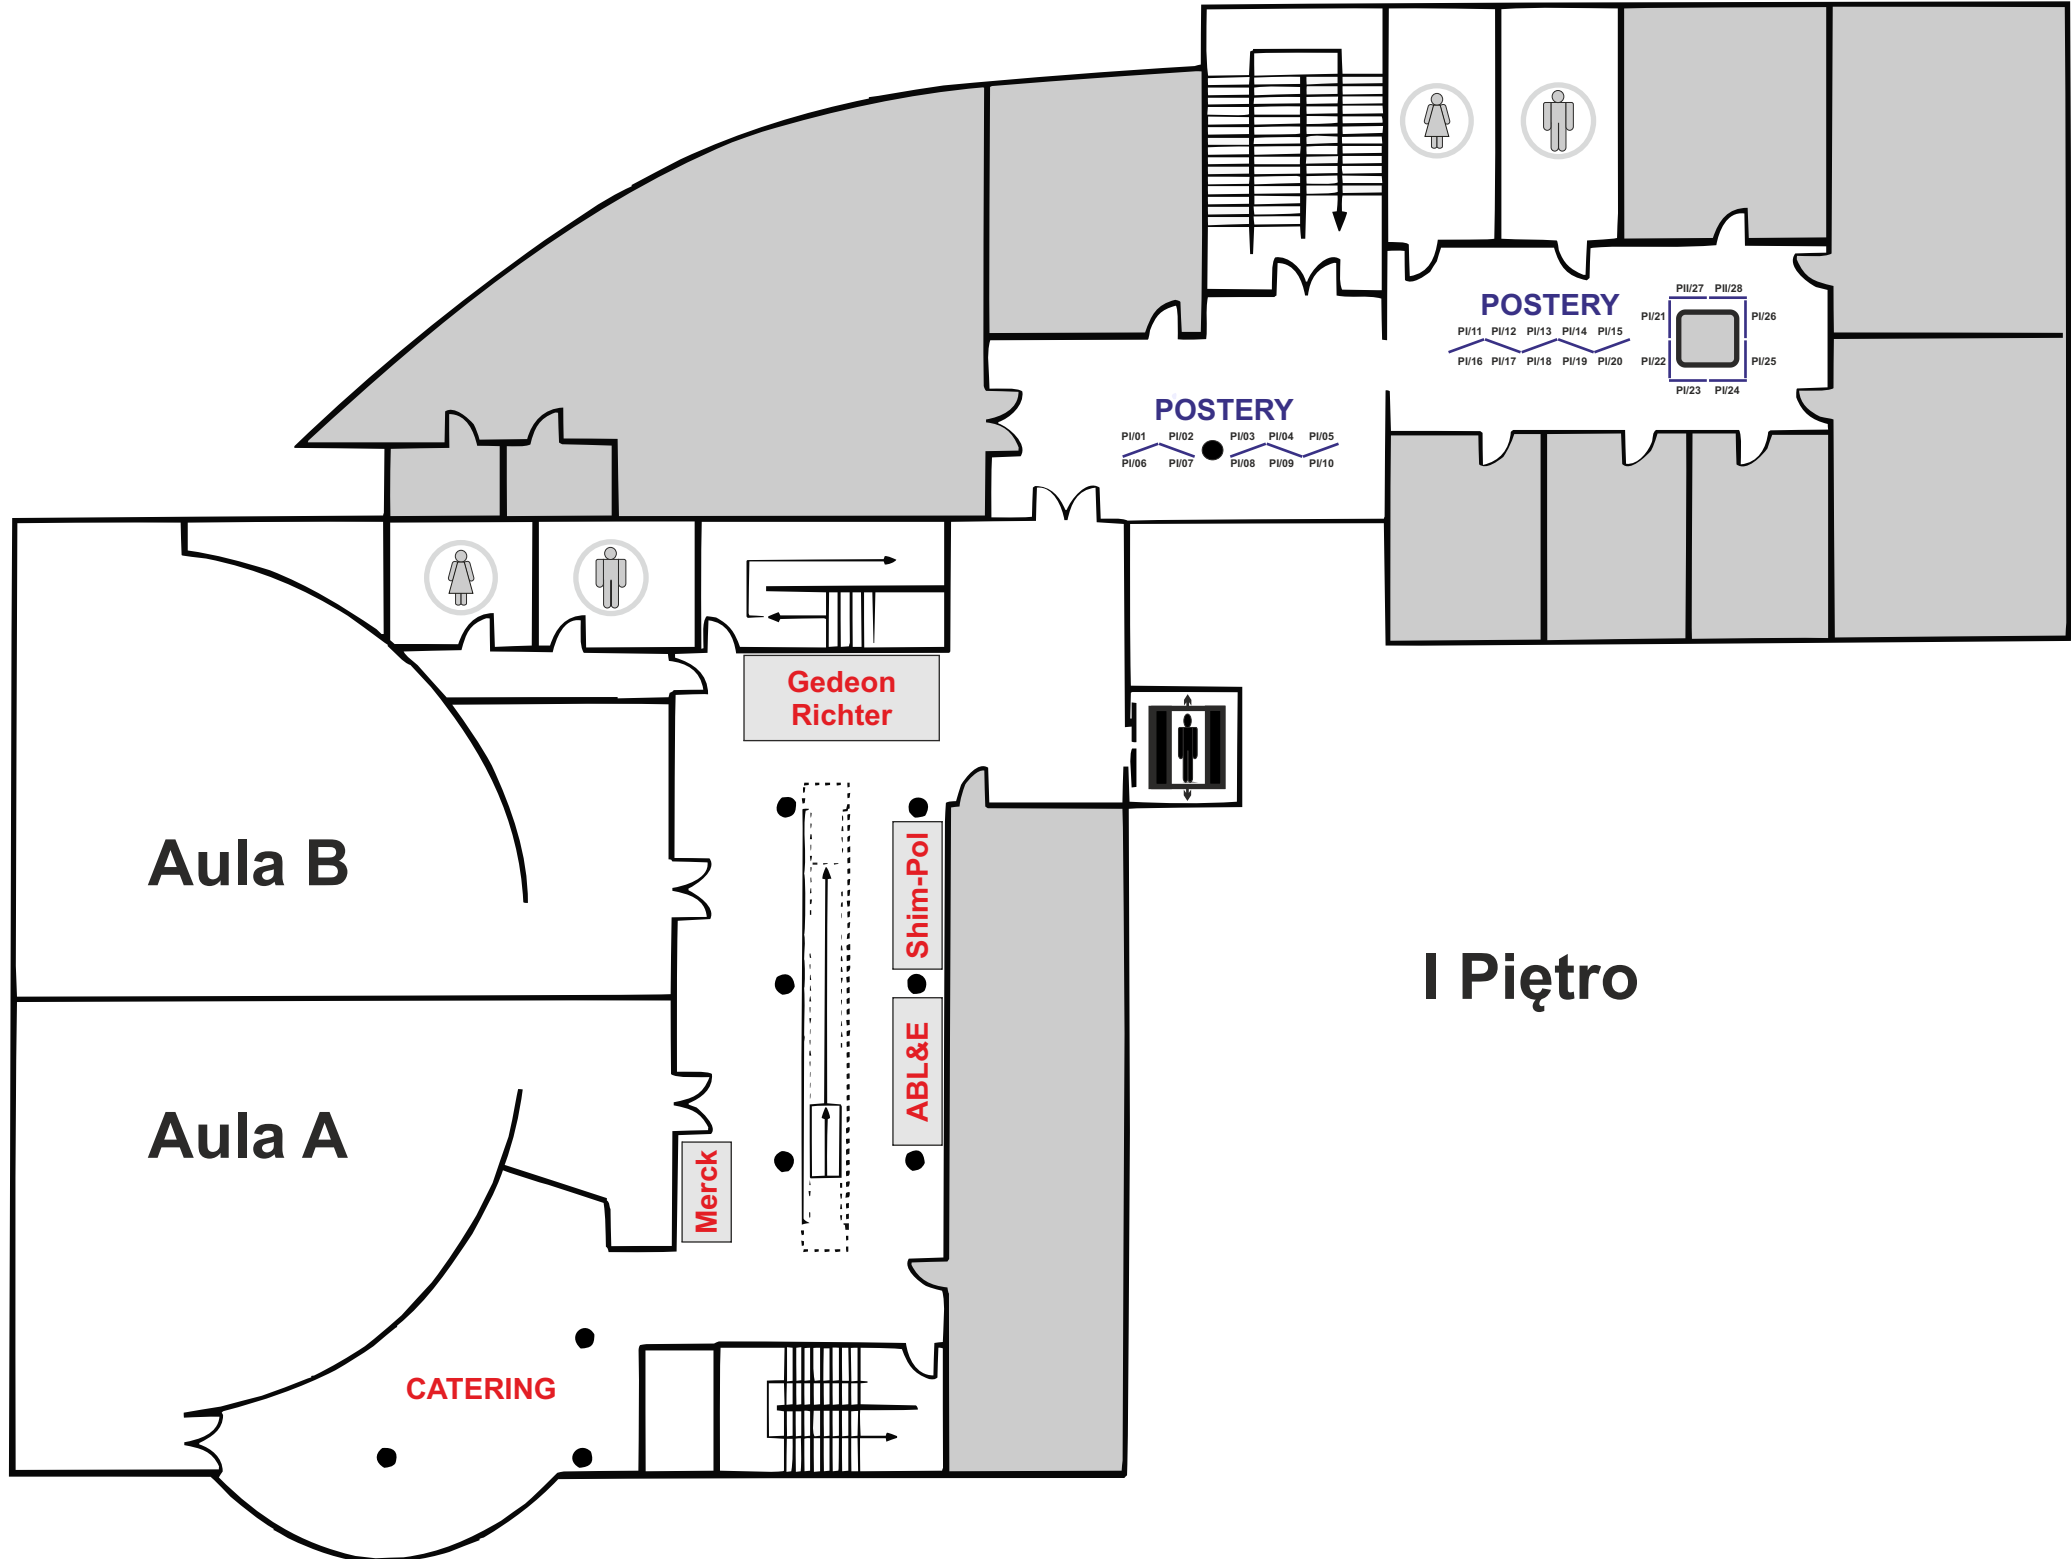 PII/27 PII/28
POSTERY
PI/21 PI/26
PI/11 PI/12 PI/13 PI/14 PI/15
PI/16 PI/17 PI/18 PI/19 PI/20
PI/22 PI/25
PI/23 PI/24
POSTERY
PI/01 PI/02 PI/03 PI/04 PI/05
PI/06 PI/07 PI/08 PI/09 PI/10
Gedeon
Richter
Aula B
Shim-Pol
I Piętro
ABL&E
Aula A
Merck
CATERING